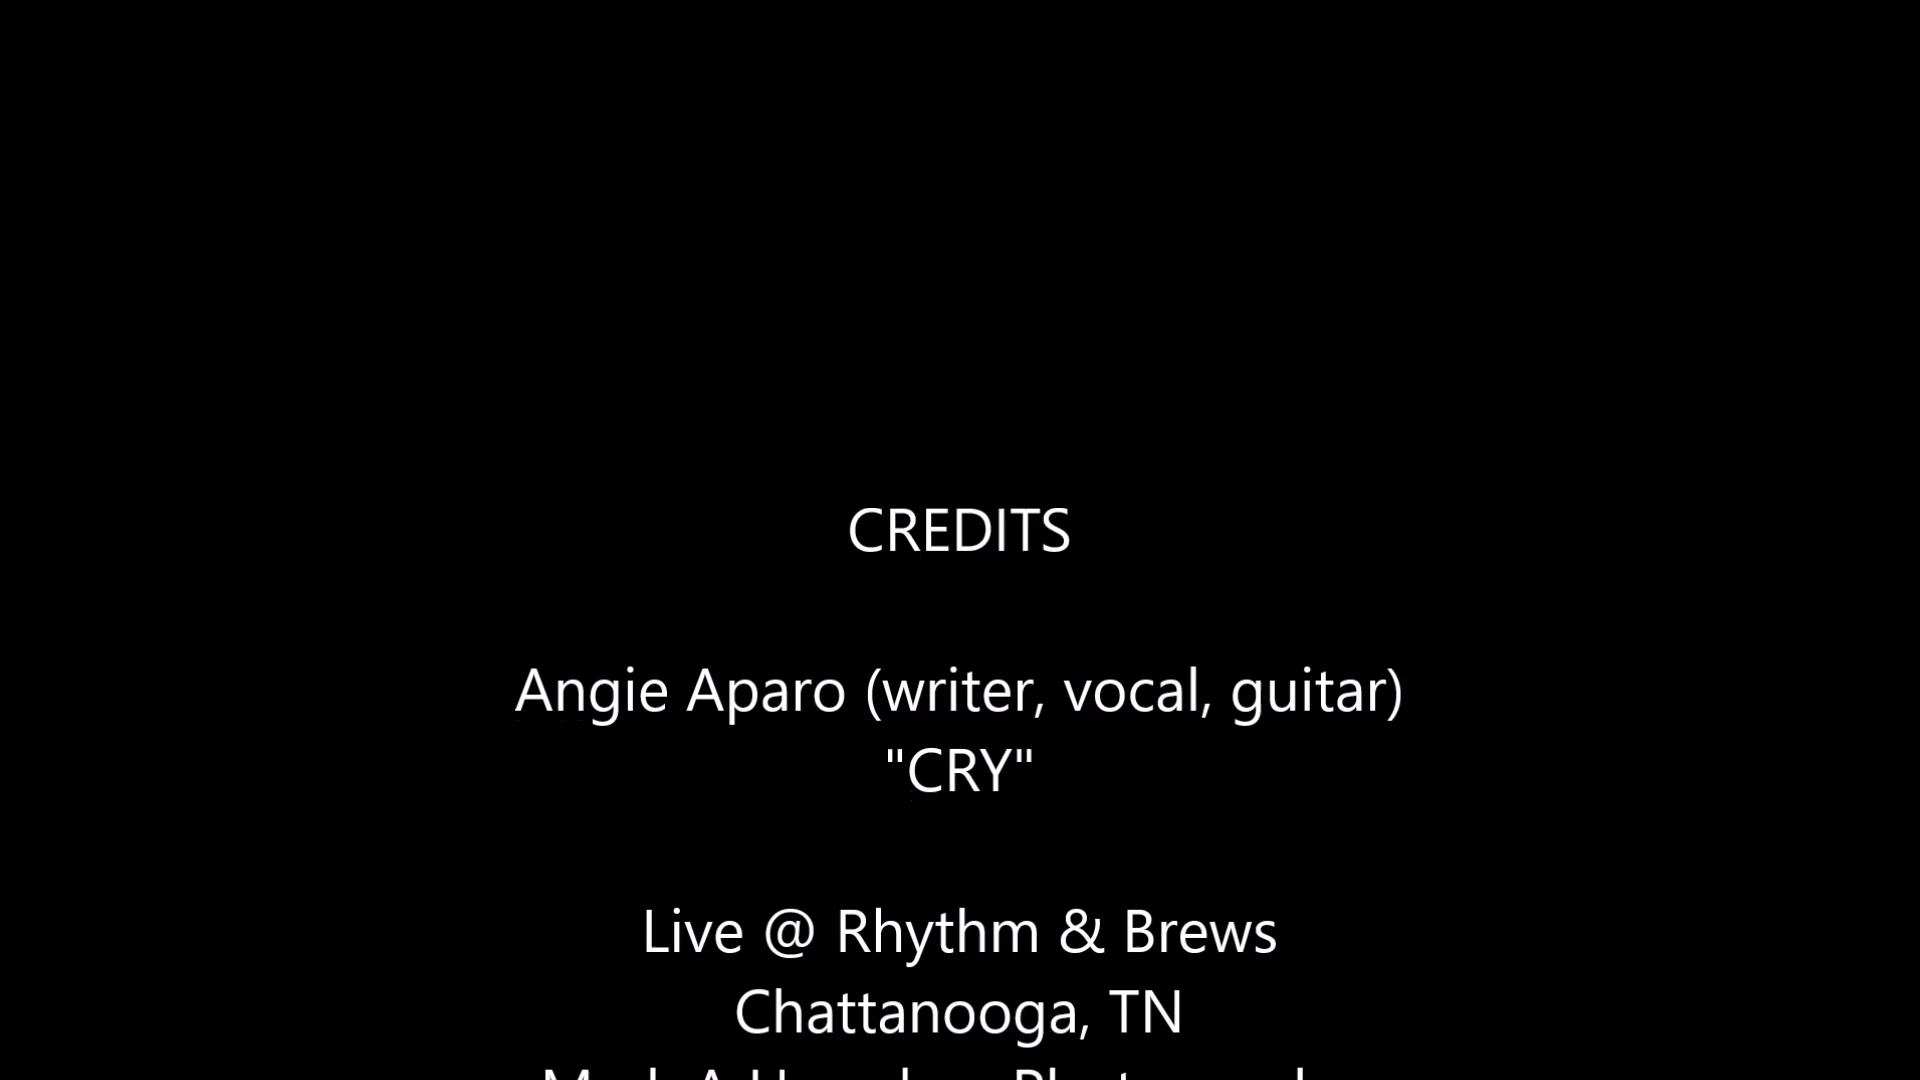 CREDITS
Angie Aparo (writer, vocal, guitar)
"CRY"
Live @ Rhythm & Brews
Chattanooga, TN